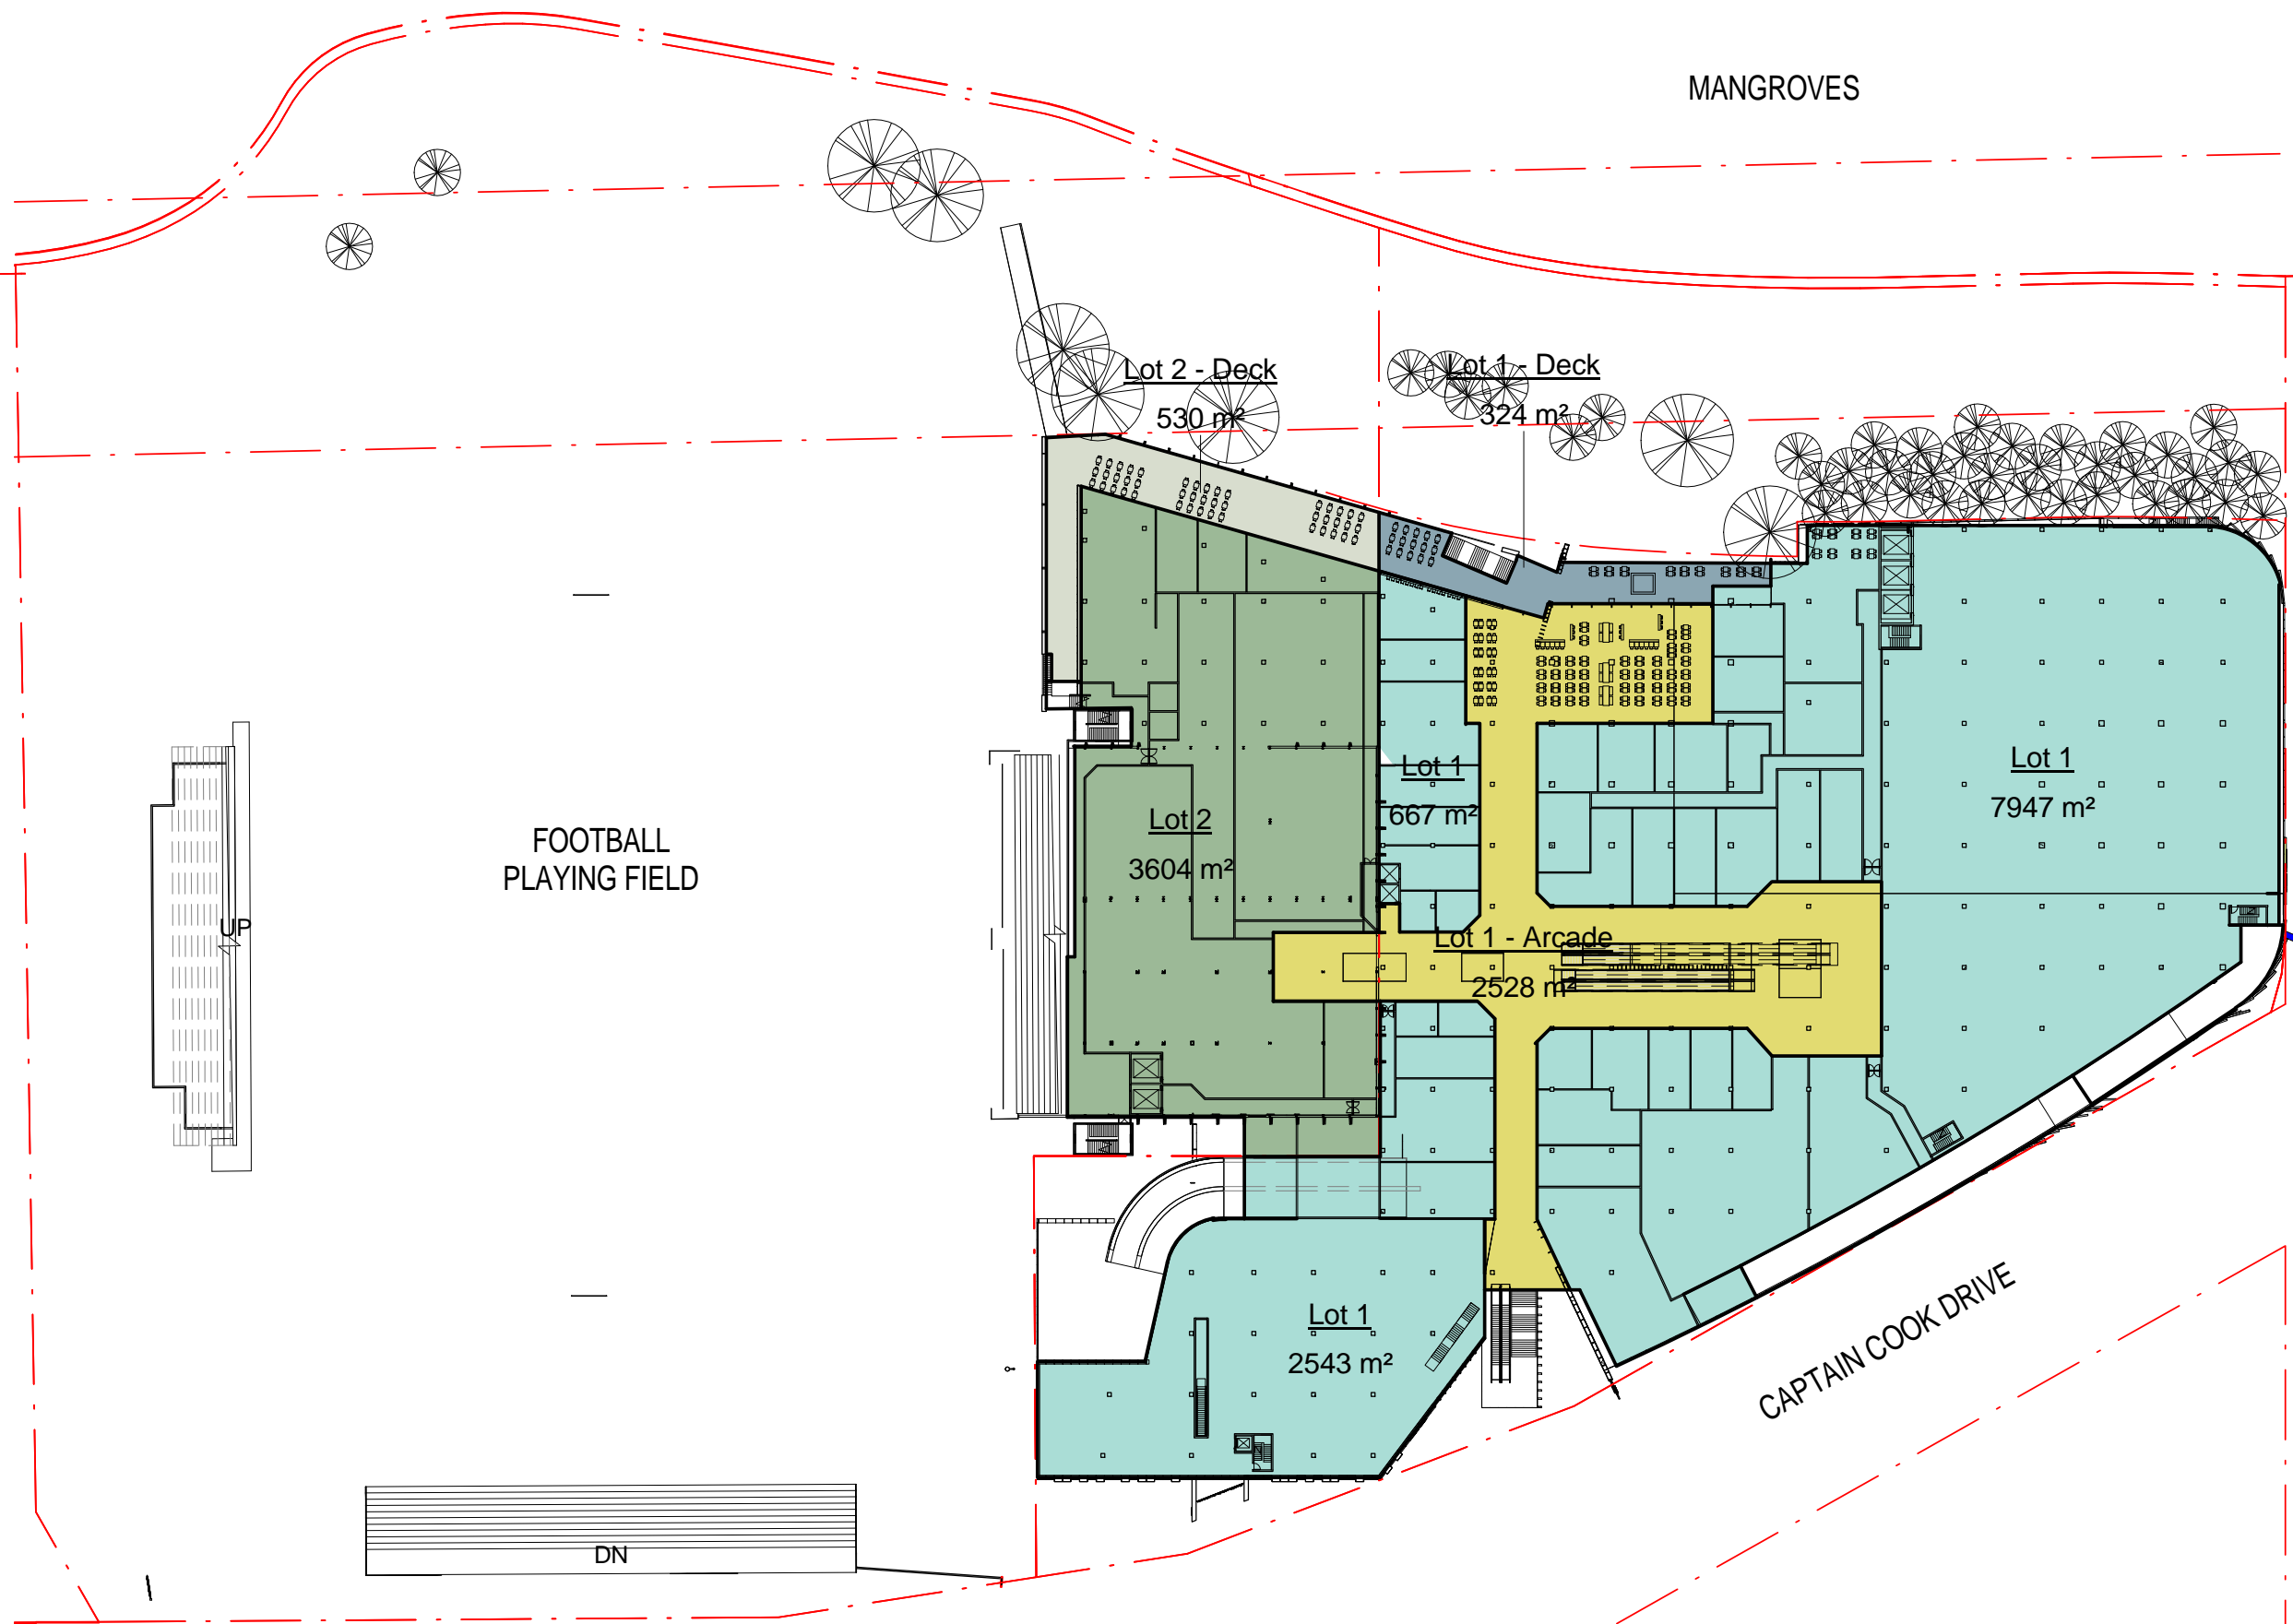 MANGROVES
Lot 2 - Deck
530 m²
Lot 1 - Deck
324 m²
FOOTBALL
PLAYING FIELD
UP
Lot 2
3604 m²
Lot 1
667 m²
Lot 1
7947 m²
Lot 1 - Arcade
2528 m²
Lot 1
2543 m²
CAPTAIN COOK DRIVE
DN